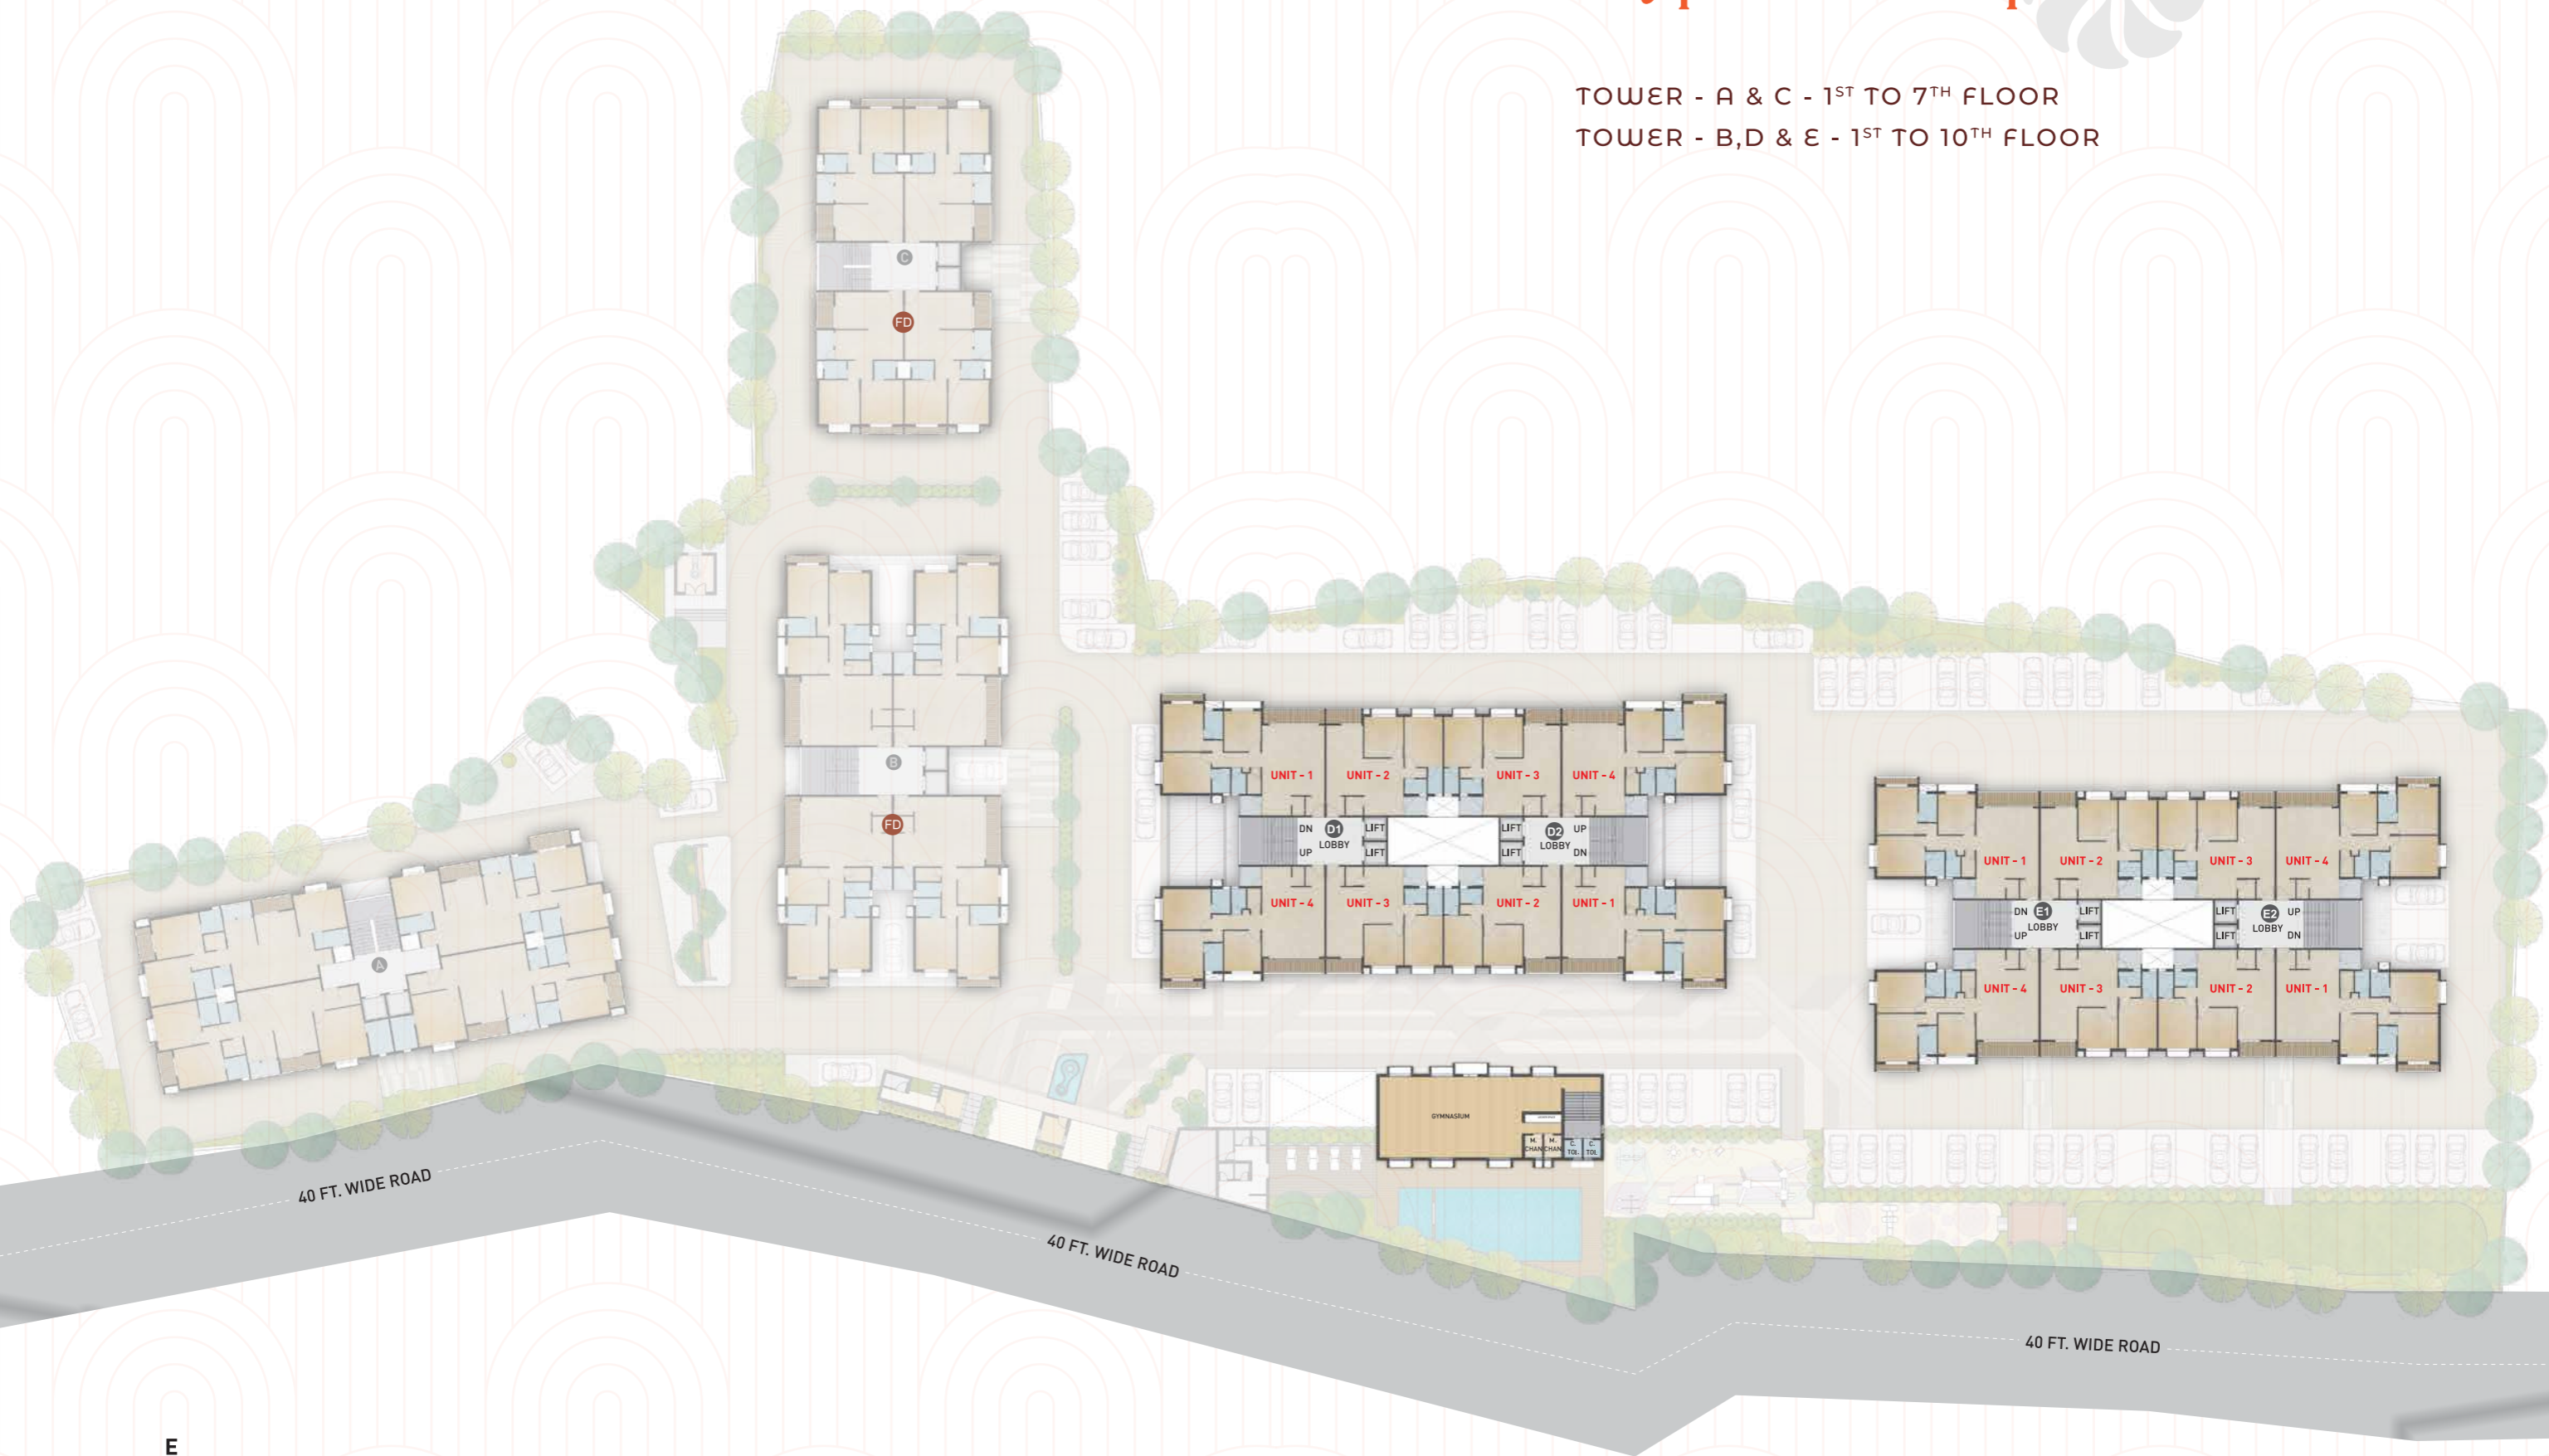 TOWER - A & C - 1ST TO 7TH FLOOR
TOWER - B,D & E - 1ST TO 10TH FLOOR
C
FD
B
FD
A
UNIT - 1
UNIT - 2
UNIT - 3
UNIT - 4
DN
D1
LIFT
LOBBY
UP
LIFT
LIFT
D2
UP
LOBBY
LIFT
DN
UNIT - 4
UNIT - 3
UNIT - 2
UNIT - 1
UNIT - 1
UNIT - 2
UNIT - 3
UNIT - 4
DN
E1
LIFT
LOBBY
UP
LIFT
LIFT
E2
UP
LOBBY
LIFT
DN
UNIT - 4
UNIT - 3
UNIT - 2
UNIT - 1
GYMNASIUM
M.
CHAN
M.
CHAN
C.
TOI.
C.
TOI.
40 FT. WIDE ROAD
40 FT. WIDE ROAD
40 FT. WIDE ROAD
E